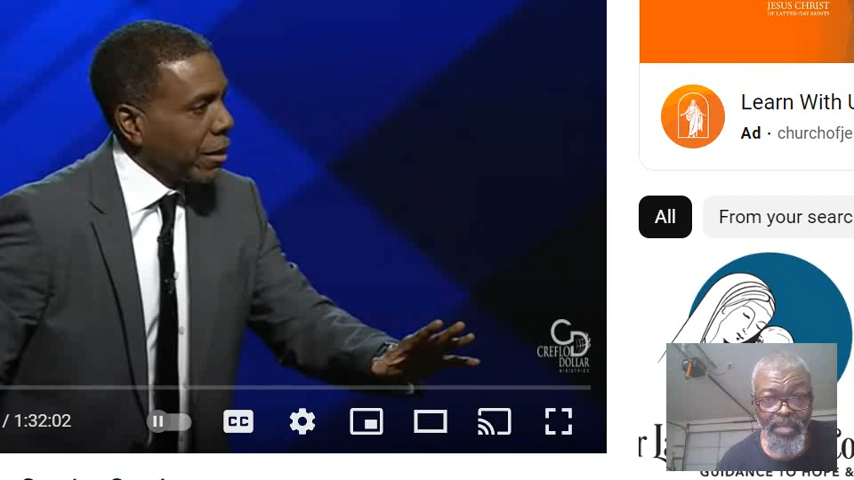 JESUS CHRIST
OF LATTER-DAY SAINTS
Learn With U
Ad · churchofje
All
From your searc
CREFLO
DOLLAR
MINISTRIES
/ 1:32:02
CC
GUIDANCE TO HOPE &